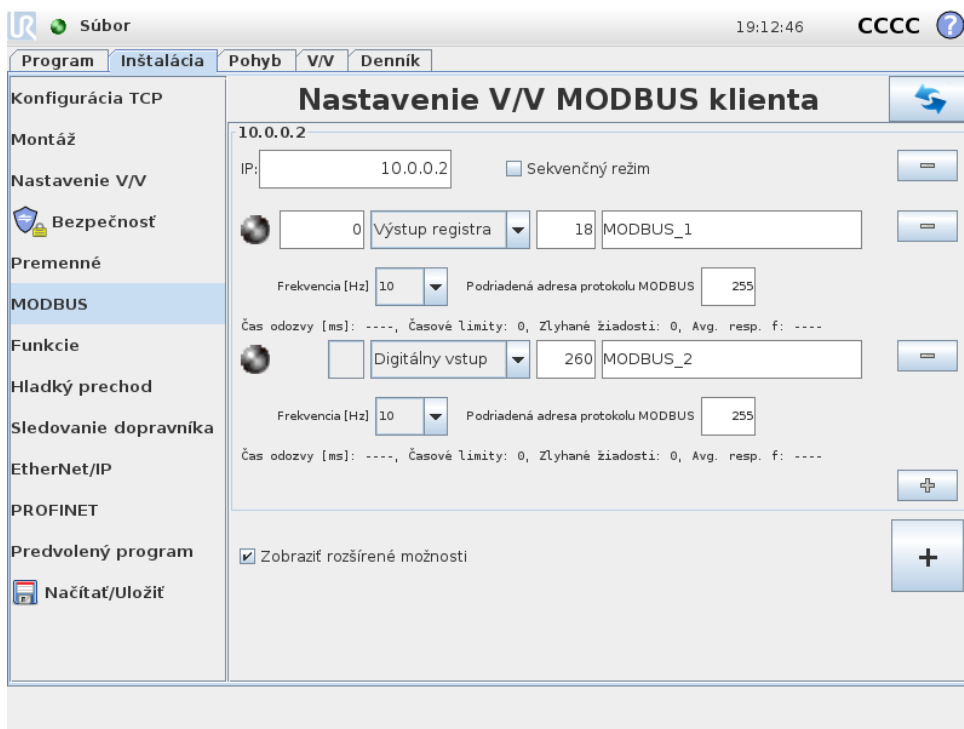 UR Súbor 19:12:46 CCCC ?
Program Inštalácia Pohyb V/V Denník
Konfigurácia TCP
Montáž
Nastavenie V/V
Bezpečnosť
Premenné
MODBUS
Funkcie
Hladký prechod
Sledovanie dopravníka
EtherNet/IP
PROFINET
Predvolený program
Načítať/Uložiť
Nastavenie V/V MODBUS klienta
10.0.0.2
IP: 10.0.0.2 Sekvenčný režim
0 Výstup registra 18 MODBUS_1
Frekvencia [Hz] 10 Podriadená adresa protokolu MODBUS 255
Čas odozvy [ms]: ----, Časové limity: 0, Zlyhané žiadosti: 0, Avg. resp. f: ----
Digitálny vstup 260 MODBUS_2
Frekvencia [Hz] 10 Podriadená adresa protokolu MODBUS 255
Čas odozvy [ms]: ----, Časové limity: 0, Zlyhané žiadosti: 0, Avg. resp. f: ----
Zobraziť rozšírené možnosti